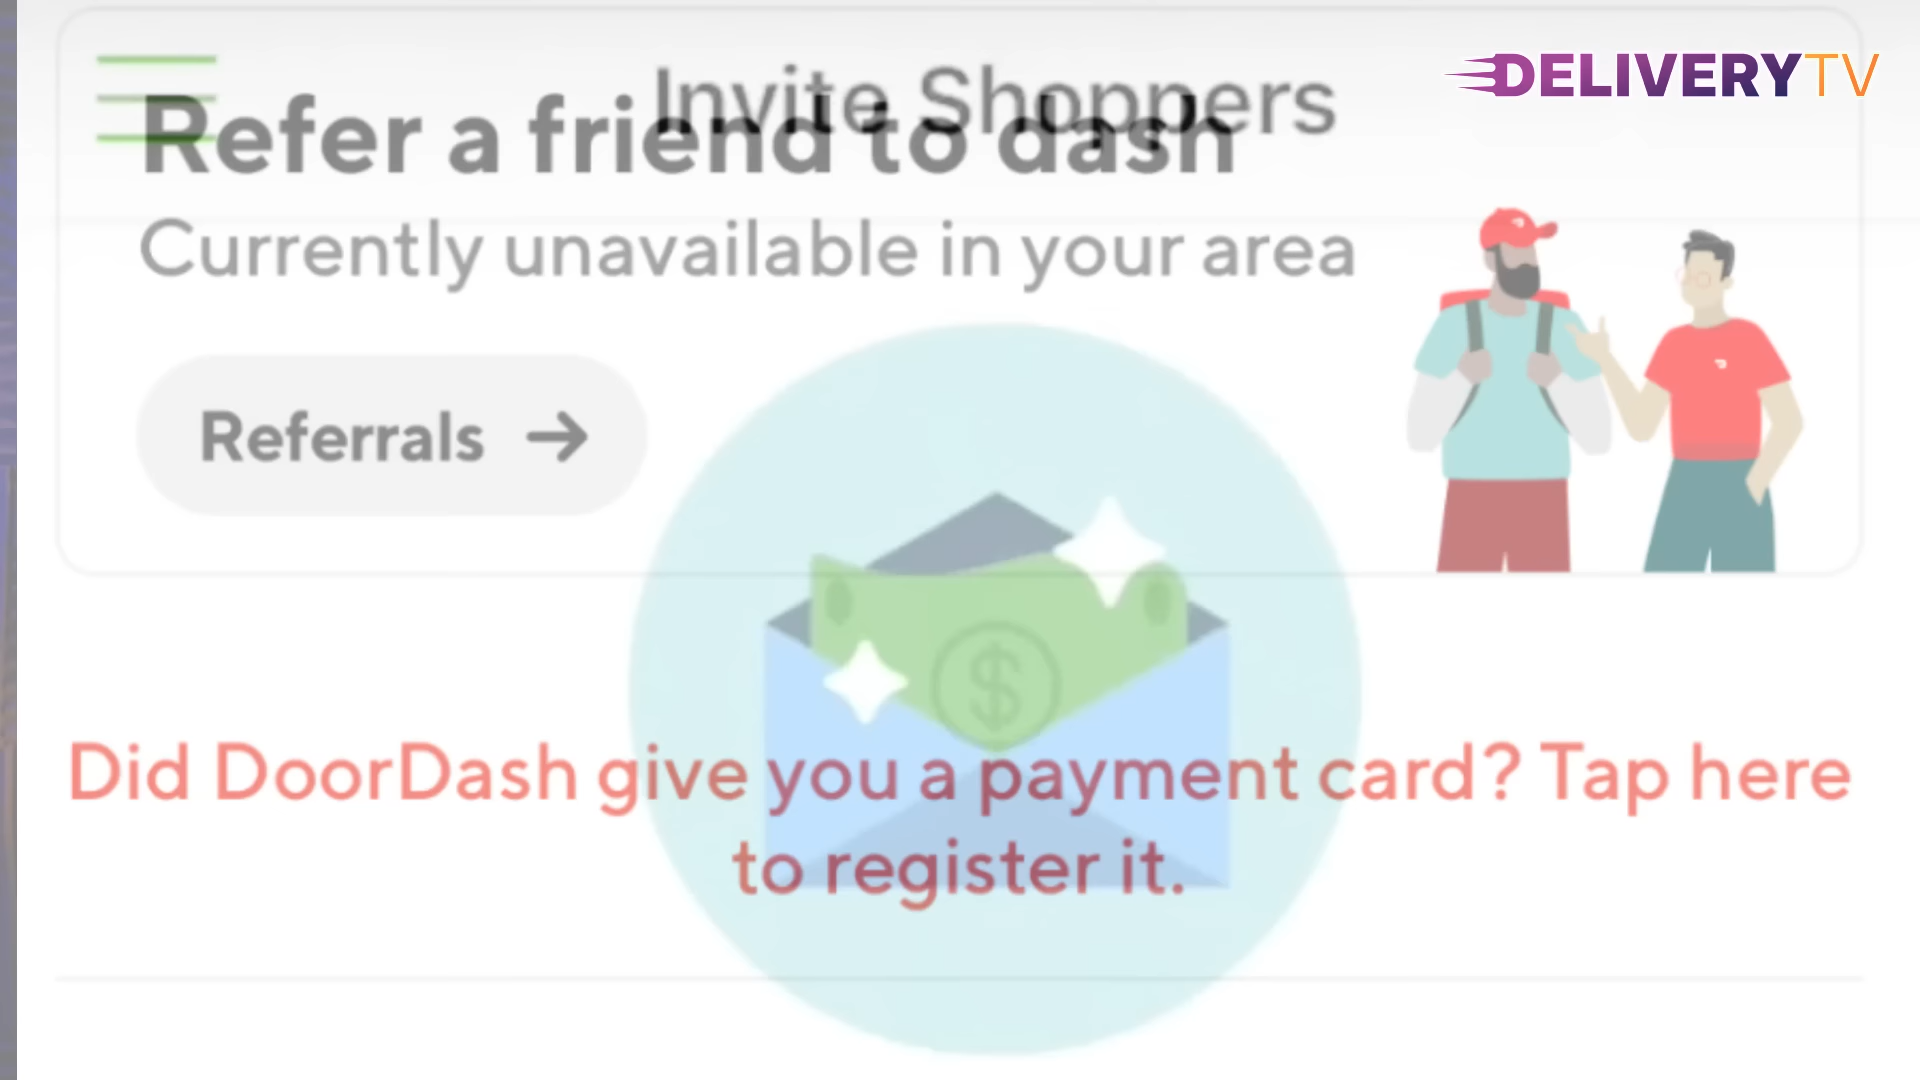 Invite Shoppers
DELIVERYTV
Refer a friend to dash
Currently unavailable in your area
Referrals →
$
Did DoorDash give you a payment card? Tap here
to register it.